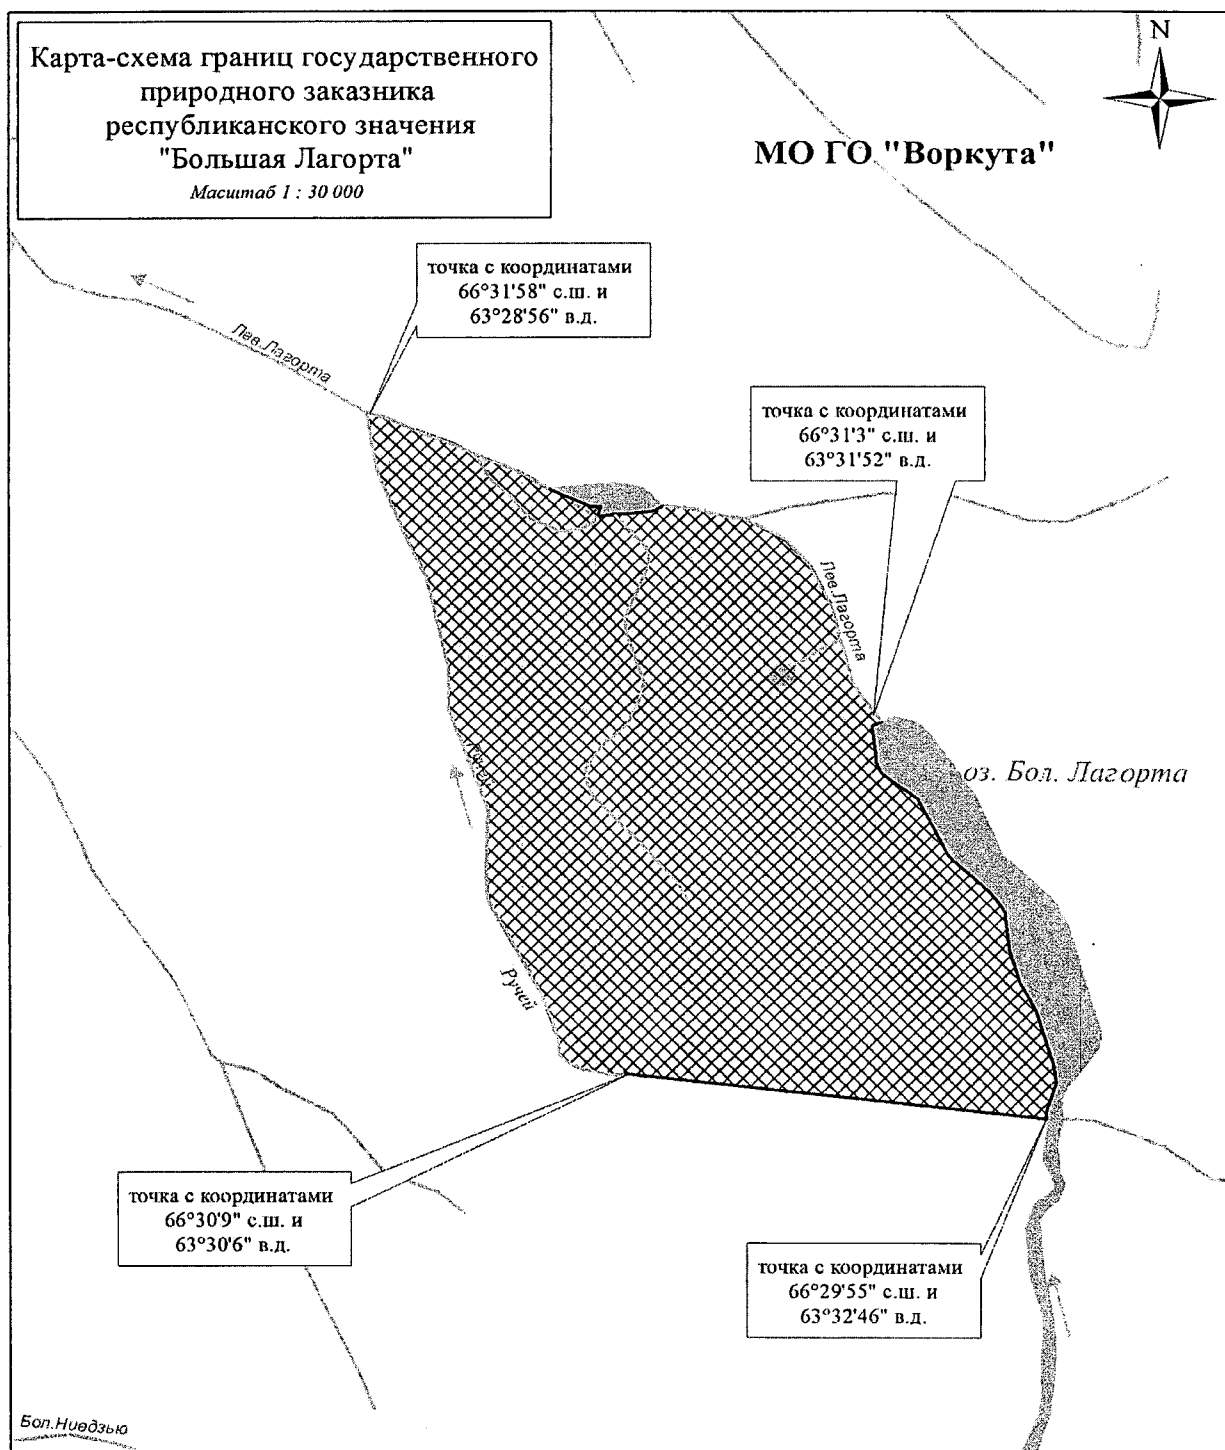 Карта-схема границ государственного
природного заказника
республиканского значения
"Большая Лагорта"
Масштаб 1 : 30 000
N
МО ГО "Воркута"
точка с координатами
66°31'58" с.ш. и
63°28'56" в.д.
Лев.Лагорта
точка с координатами
66°31'3" с.ш. и
63°31'52" в.д.
Лев.Лагорта
оз. Бол. Лагорта
Ручей
точка с координатами
66°30'9" с.ш. и
63°30'6" в.д.
точка с координатами
66°29'55" с.ш. и
63°32'46" в.д.
Бол.Ниедзью